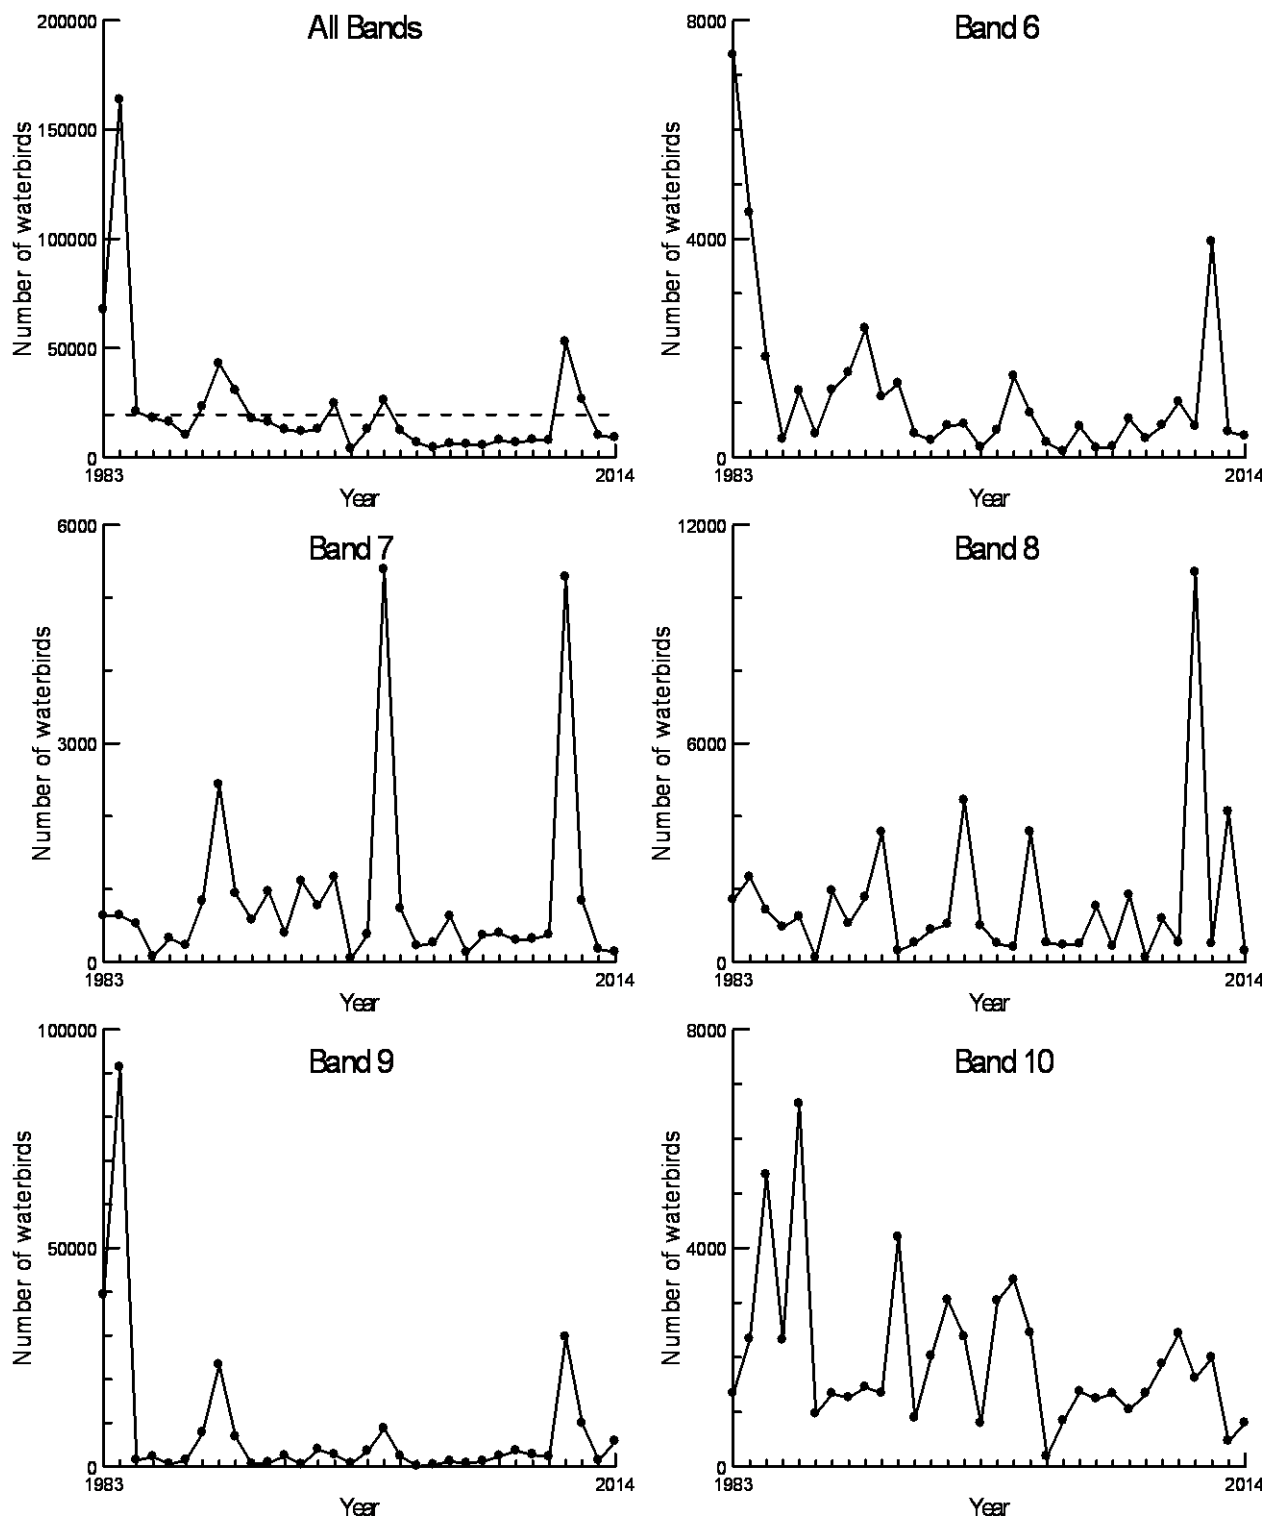 All Bands
200000
150000
100000
50000
0
Number of waterbirds
1983
2014
Year
Band 6
8000
4000
0
Number of waterbirds
1983
2014
Year
Band 7
6000
3000
0
Number of waterbirds
1983
2014
Year
Band 8
12000
6000
0
Number of waterbirds
1983
2014
Year
Band 9
100000
50000
0
Number of waterbirds
1983
2014
Year
Band 10
8000
4000
0
Number of waterbirds
1983
2014
Year